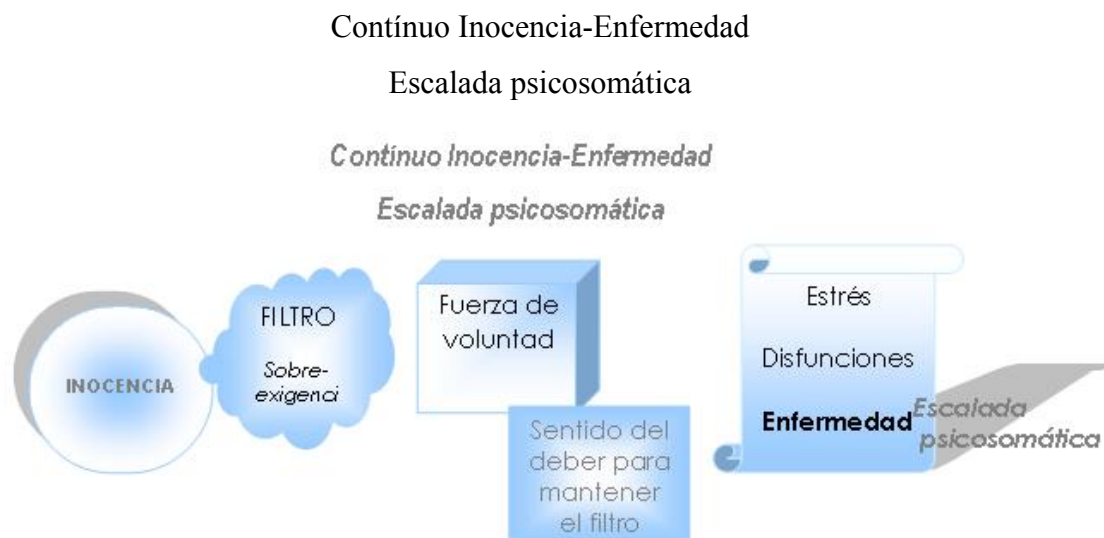 Contínuo Inocencia-Enfermedad
Escalada psicosomática
Contínuo Inocencia-Enfermedad
Escalada psicosomática
INOCENCIA
FILTRO
Sobre-
exigenci
Fuerza de
voluntad
Sentido del
deber para
mantener
el filtro
Estrés
Disfunciones
Enfermedad
Escalada
psicosomática